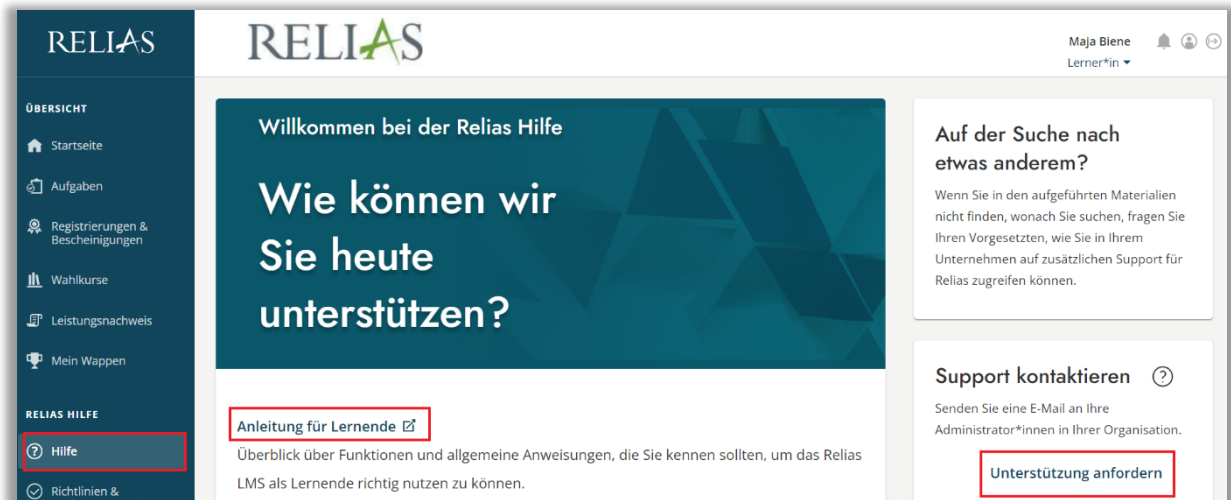 RELIAS
RELIAS
Maja Biene
Lerner*in
ÜBERSICHT
Startseite
Aufgaben
Registrierungen &
Bescheinigungen
Wahlkurse
Leistungsnachweis
Mein Wappen
RELIAS HILFE
Hilfe
Richtlinien &
Willkommen bei der Relias Hilfe
Wie können wir
Sie heute
unterstützen?
Anleitung für Lernende
Überblick über Funktionen und allgemeine Anweisungen, die Sie kennen sollten, um das Relias
LMS als Lernende richtig nutzen zu können.
Auf der Suche nach
etwas anderem?
Wenn Sie in den aufgeführten Materialien
nicht finden, wonach Sie suchen, fragen Sie
Ihren Vorgesetzten, wie Sie in Ihrem
Unternehmen auf zusätzlichen Support für
Relias zugreifen können.
Support kontaktieren
Senden Sie eine E-Mail an Ihre
Administrator*innen in Ihrer Organisation.
Unterstützung anfordern